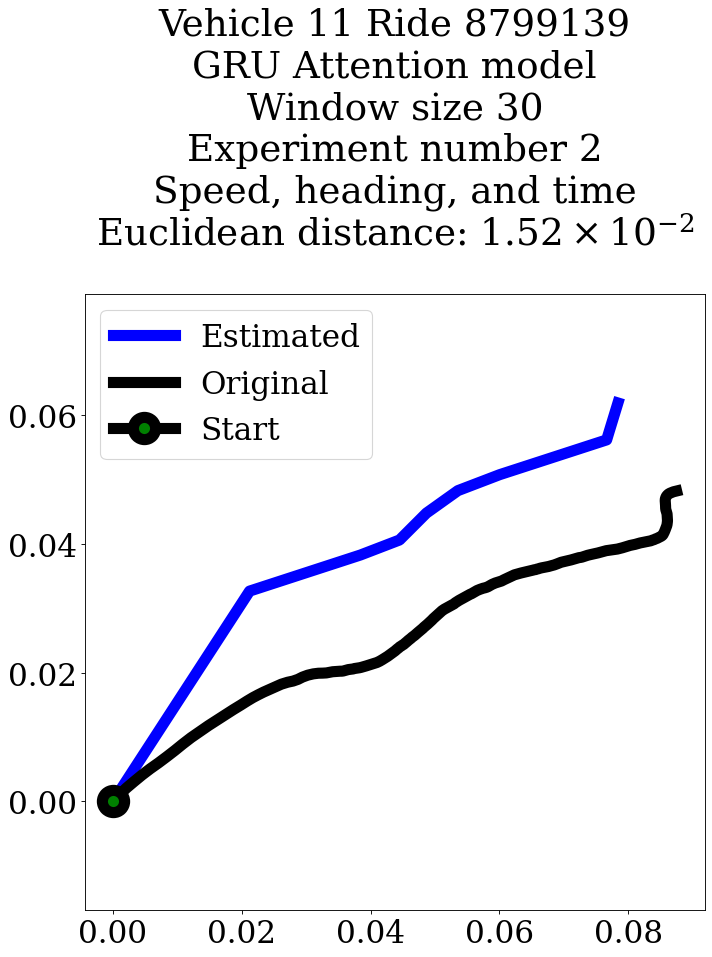 Vehicle 11 Ride 8799139
GRU Attention model
Window size 30
Experiment number 2
Speed, heading, and time
Euclidean distance: 1.52 × 10⁻²
Estimated
Original
Start
0.06
0.04
0.02
0.00
0.00 0.02 0.04 0.06 0.08